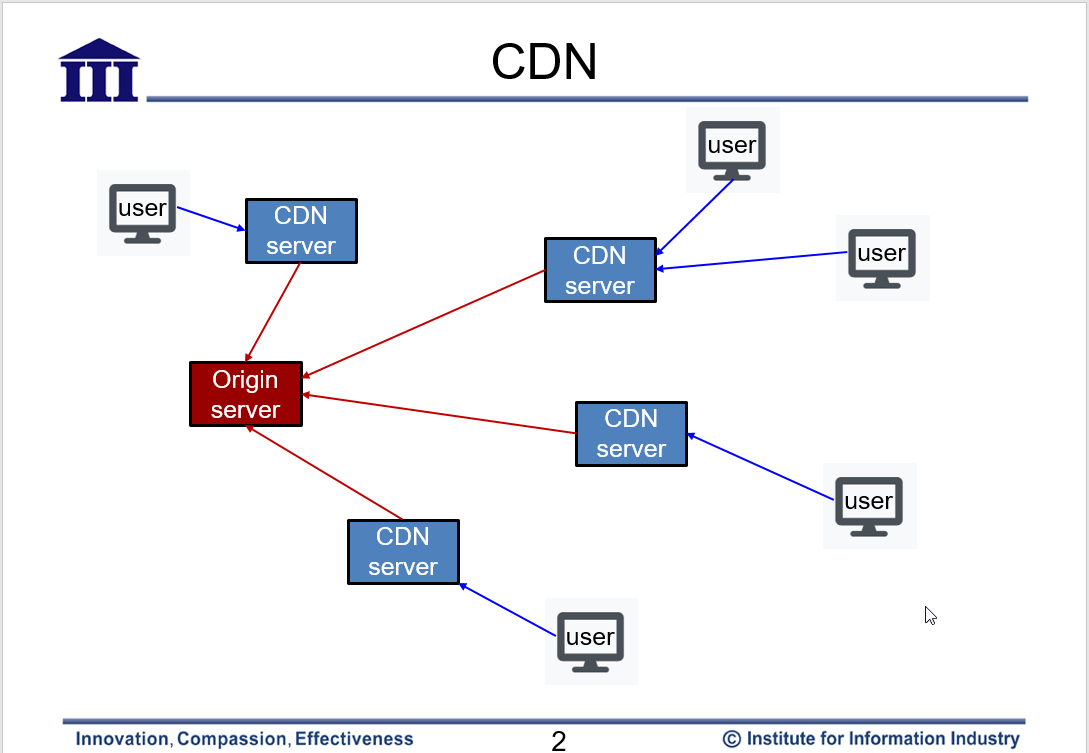 CDN
user
user
CDN
server
user
CDN
server
Origin
server
CDN
server
user
CDN
server
user
Innovation, Compassion, Effectiveness
2
© Institute for Information Industry